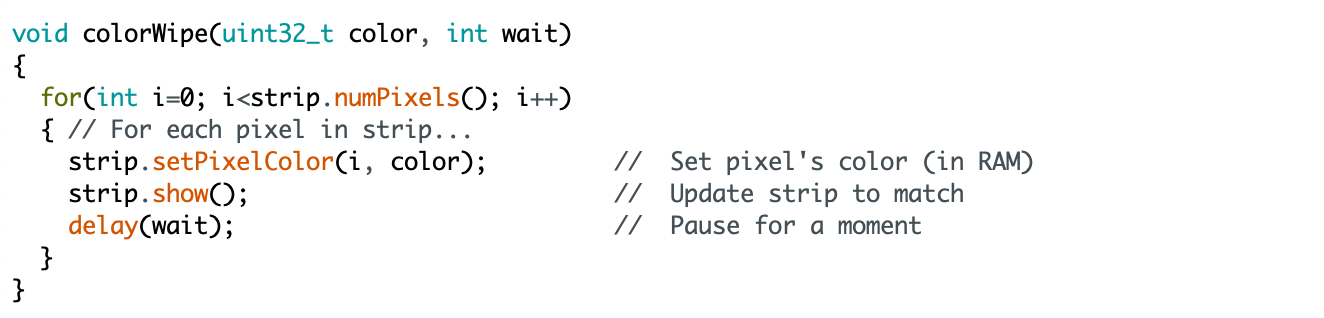 void colorWipe(uint32_t color, int wait)
{
  for(int i=0; i<strip.numPixels(); i++)
  { // For each pixel in strip...
    strip.setPixelColor(i, color);         //  Set pixel's color (in RAM)
    strip.show();                          //  Update strip to match
    delay(wait);                           //  Pause for a moment
  }
}